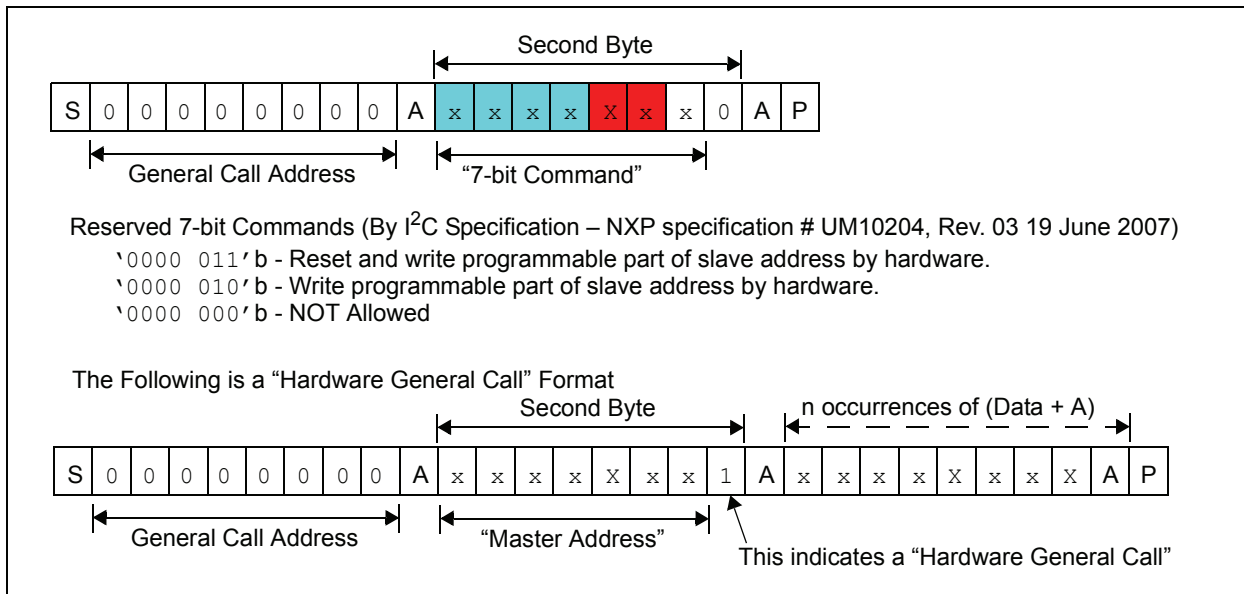 Second Byte
S 0 0 0 0 0 0 0 0 A x x x x X x x 0 A P
General Call Address “7-bit Command”
Reserved 7-bit Commands (By I2C Specification – NXP specification # UM10204, Rev. 03 19 June 2007)
‘0000 011’b - Reset and write programmable part of slave address by hardware.
‘0000 010’b - Write programmable part of slave address by hardware.
‘0000 000’b - NOT Allowed
The Following is a “Hardware General Call” Format
Second Byte n occurrences of (Data + A)
S 0 0 0 0 0 0 0 0 A x x x x X x x 1 A x x x x X x x X A P
General Call Address “Master Address”
This indicates a “Hardware General Call”